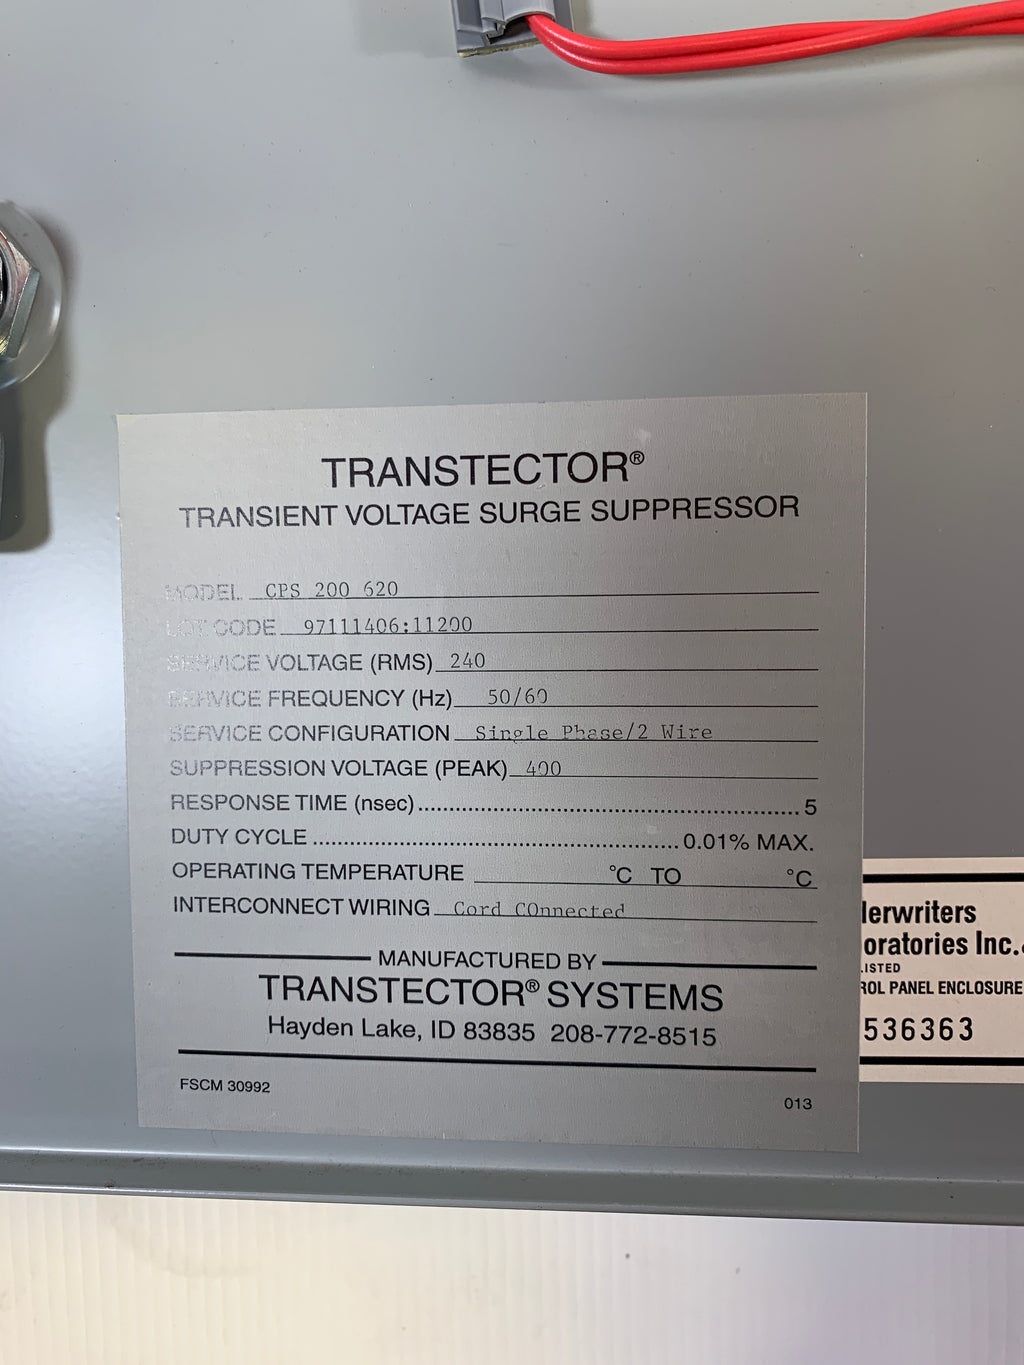 TRANSTECTOR®
TRANSIENT VOLTAGE SURGE SUPPRESSOR
MODEL CPS 200 620
LOT CODE 97111406:11200
SERVICE VOLTAGE (RMS) 240
SERVICE FREQUENCY (Hz) 50/60
SERVICE CONFIGURATION Single Phase/2 Wire
SUPPRESSION VOLTAGE (PEAK) 400
RESPONSE TIME (nsec)..............................................................5
DUTY CYCLE...........................................................0.01% MAX.
OPERATING TEMPERATURE ________ °C TO ________ °C
INTERCONNECT WIRING Cord COnnected
MANUFACTURED BY
TRANSTECTOR® SYSTEMS
Hayden Lake, ID 83835 208-772-8515
FSCM 30992
013
lerwriters
oratories Inc.
LISTED
ROL PANEL ENCLOSURE
536363